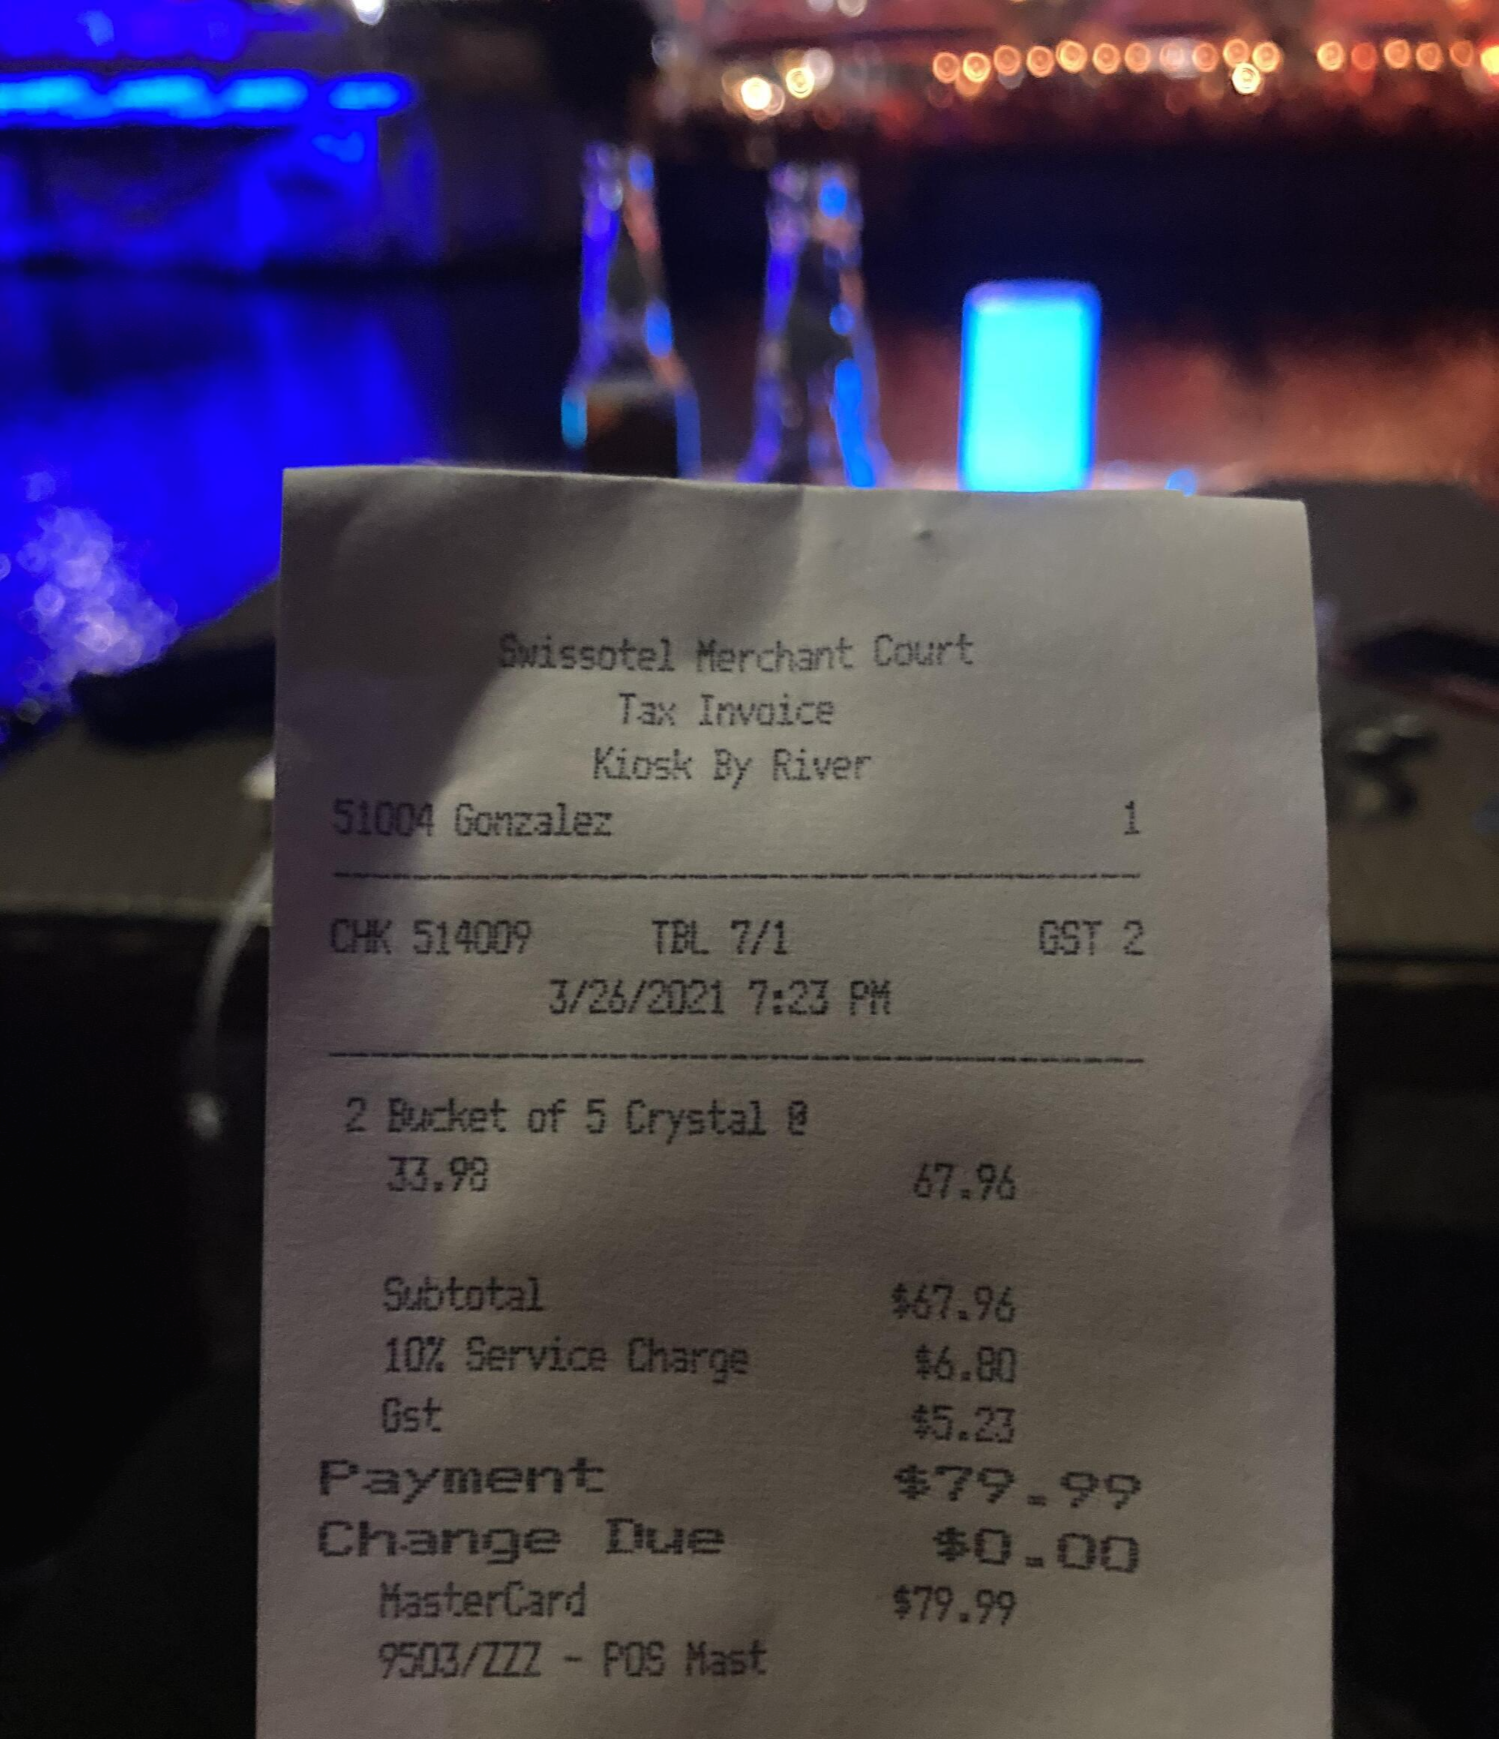 Swissotel Merchant Court
Tax Invoice
Kiosk By River
51004 Gonzalez 1
CHK 514009 TBL 7/1 GST 2
3/26/2021 7:23 PM
2 Bucket of 5 Crystal @
33.98 67.96
Subtotal $67.96
10% Service Charge $6.80
Gst $5.23
Payment $79.99
Change Due $0.00
MasterCard $79.99
9503/ZZZ - POS Mast